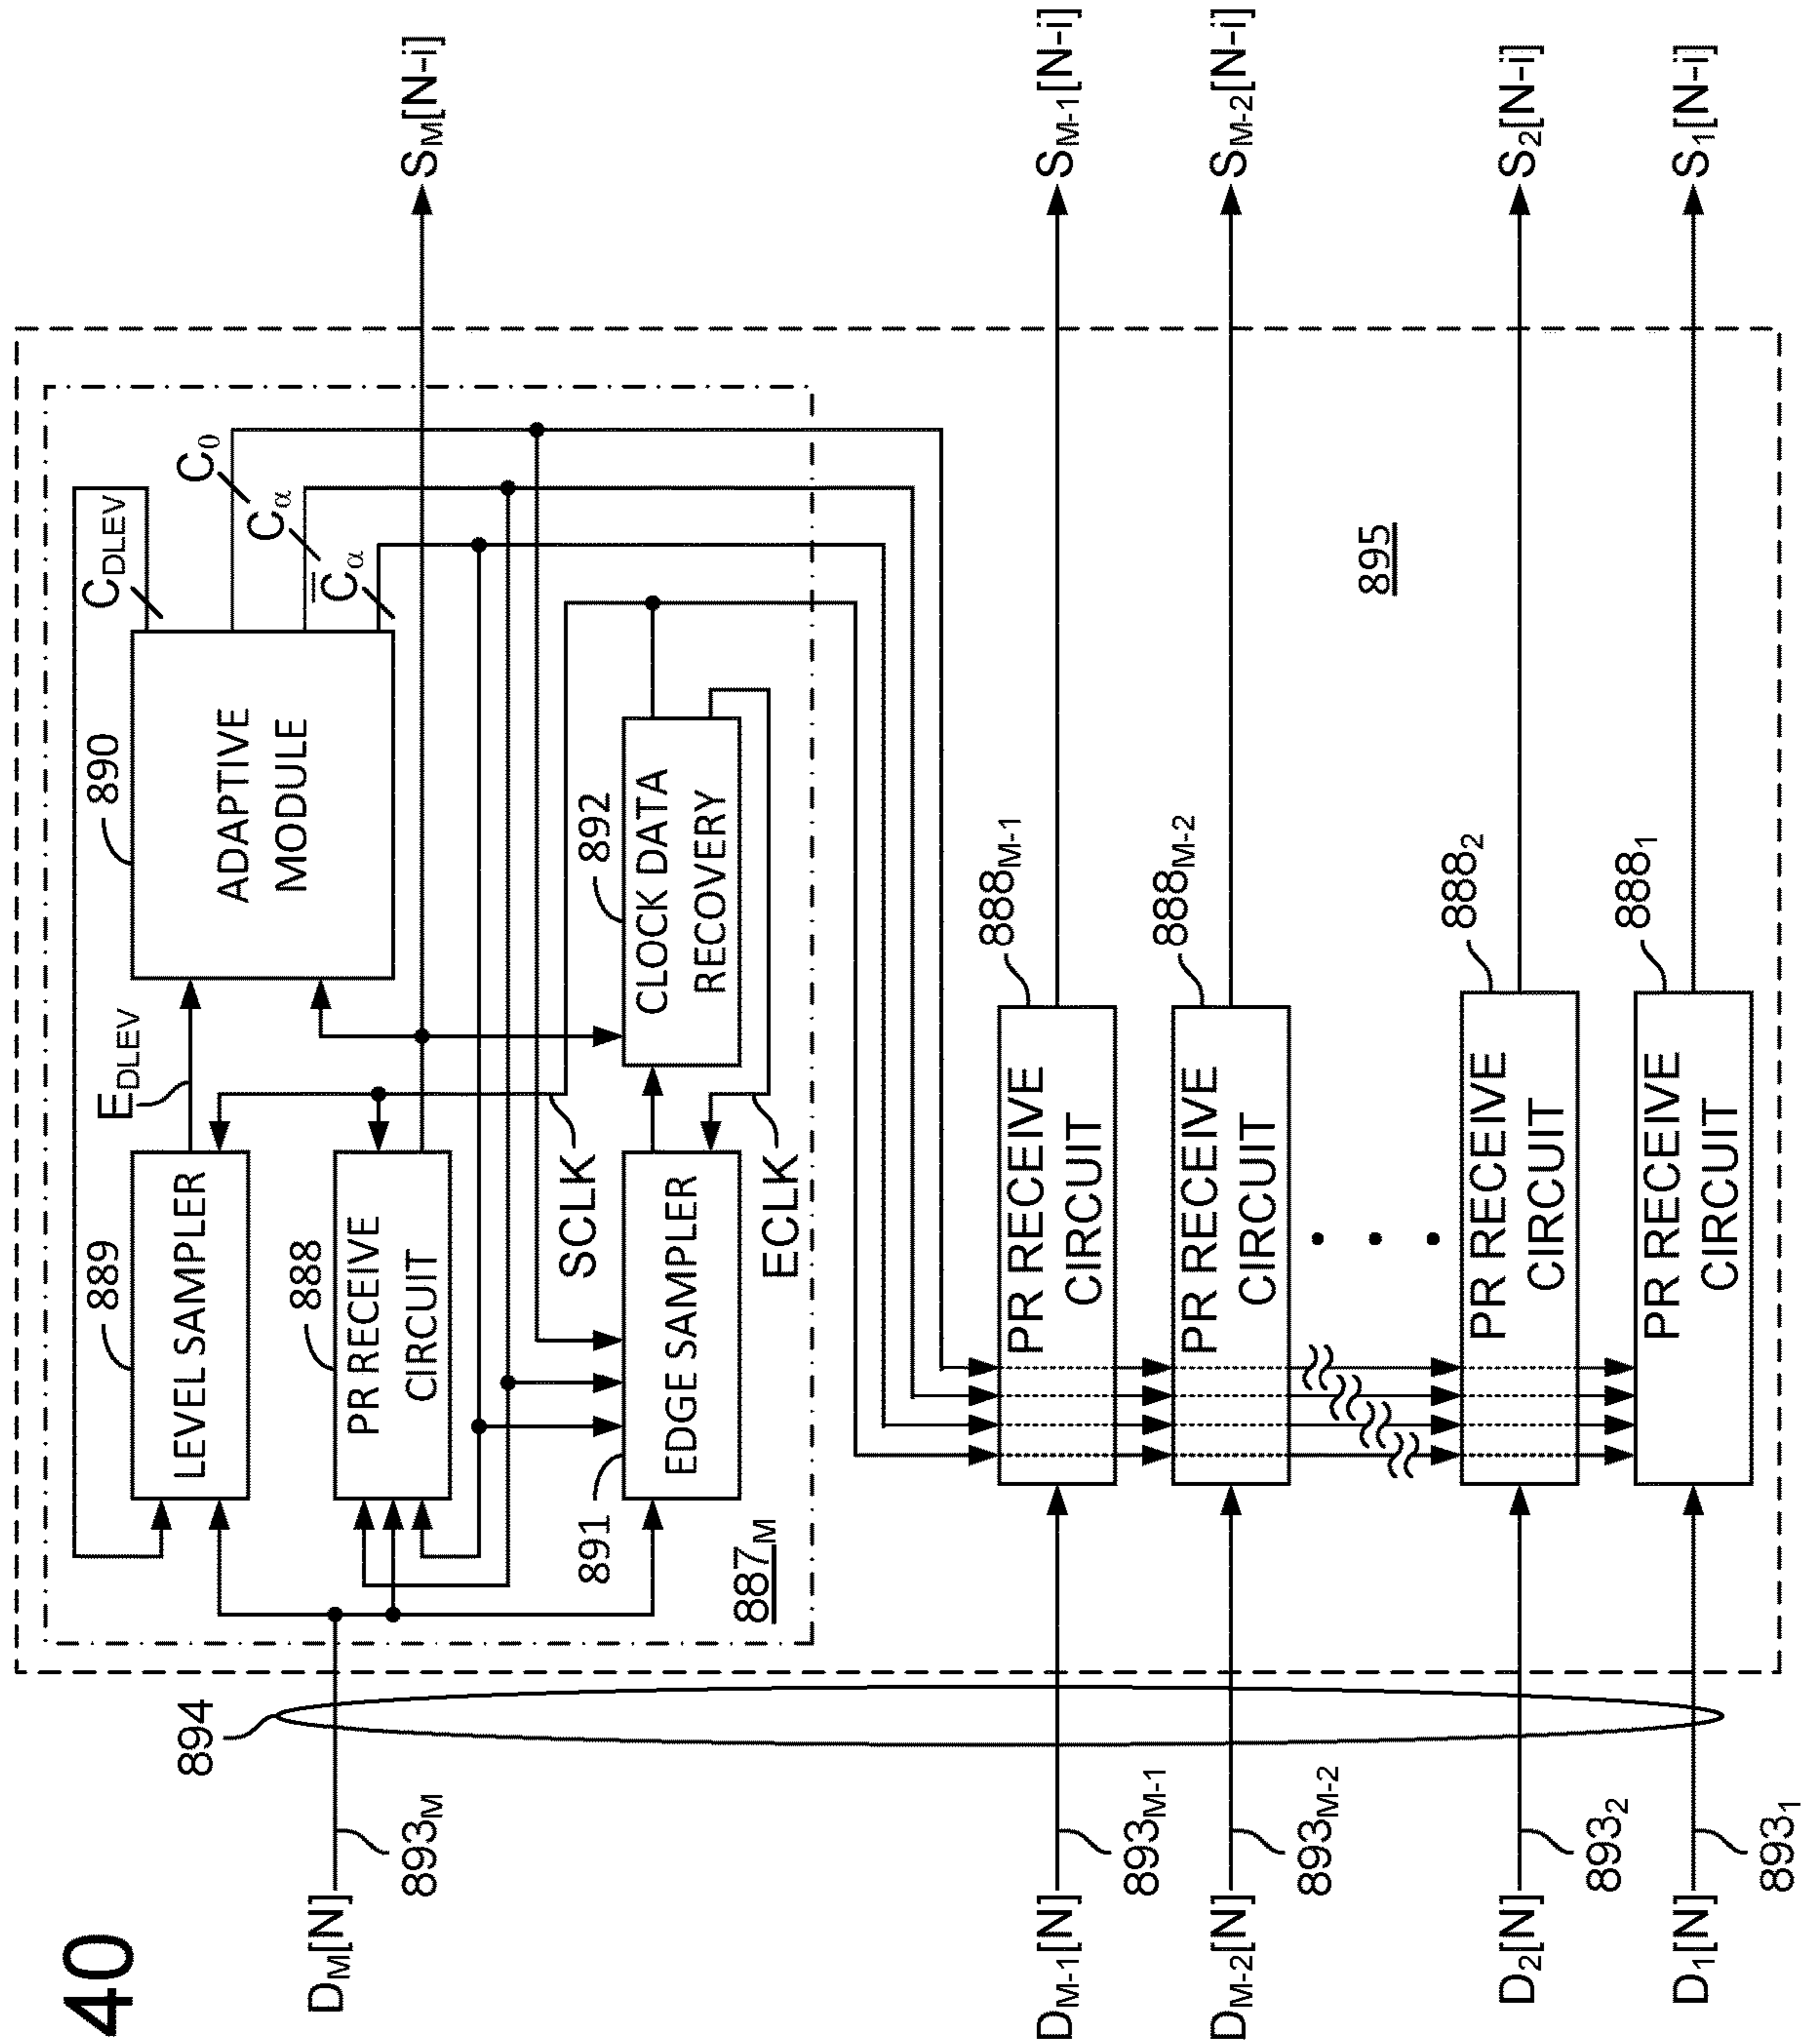 40
D_M[N]
893_M
894
D_M-1[N]
893_M-1
D_M-2[N]
893_M-2
D_2[N]
893_2
D_1[N]
893_1
887_M
889
LEVEL SAMPLER
E_DLEV
890
ADAPTIVE
MODULE
C_DLEV
C_0
C_α
C̅_α
888
PR RECEIVE
CIRCUIT
SCLK
891
EDGE SAMPLER
ECLK
892
CLOCK DATA
RECOVERY
S_M[N-i]
895
PR RECEIVE
CIRCUIT
888_M-1
S_M-1[N-i]
PR RECEIVE
CIRCUIT
888_M-2
S_M-2[N-i]
PR RECEIVE
CIRCUIT
888_2
S_2[N-i]
PR RECEIVE
CIRCUIT
888_1
S_1[N-i]